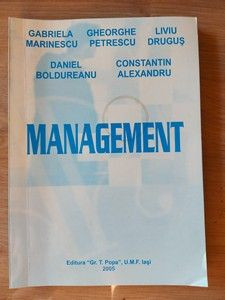 GABRIELA GHEORGHE LIVIU
MARINESCU PETRESCU DRUGUȘ
DANIEL CONSTANTIN
BOLDUREANU ALEXANDRU
MANAGEMENT
Editura "Gr. T. Popa", U.M.F. Iași
2005